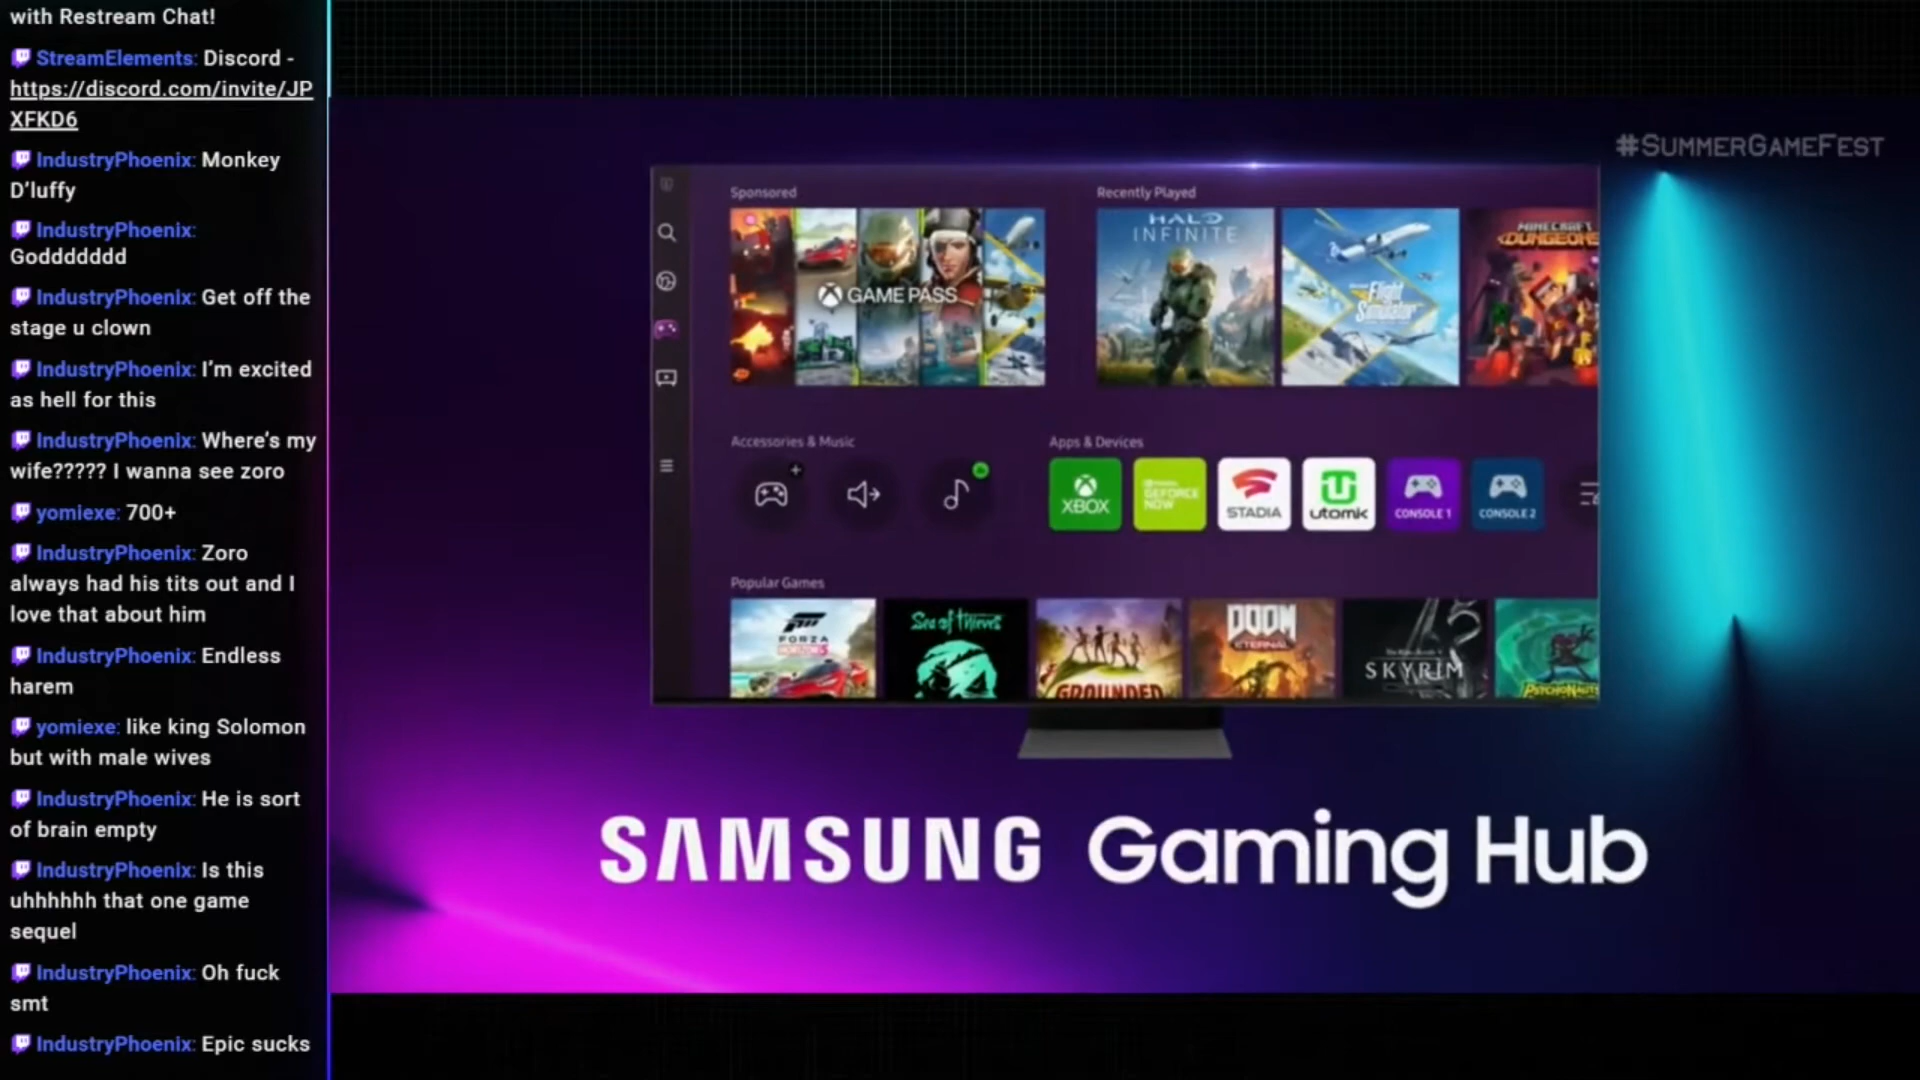 with Restream Chat!
StreamElements: Discord -
https://discord.com/invite/JP
XFKD6
IndustryPhoenix: Monkey
D'luffy
IndustryPhoenix:
Goddddddd
IndustryPhoenix: Get off the
stage u clown
IndustryPhoenix: I'm excited
as hell for this
IndustryPhoenix: Where's my
wife????? I wanna see zoro
yomiexe: 700+
IndustryPhoenix: Zoro
always had his tits out and I
love that about him
IndustryPhoenix: Endless
harem
yomiexe: like king Solomon
but with male wives
IndustryPhoenix: He is sort
of brain empty
IndustryPhoenix: Is this
uhhhhhh that one game
sequel
IndustryPhoenix: Oh fuck
smt
IndustryPhoenix: Epic sucks
#SUMMERGAMEFEST
Sponsored
Recently Played
GAME PASS
HALO
INFINITE
Flight
Simulator
MINECRAFT
DUNGEONS
Accessories & Music
Apps & Devices
XBOX
GEFORCE
NOW
STADIA
utomik
CONSOLE 1
CONSOLE 2
Popular Games
FORZA
HORIZON 5
Sea of Thieves
GROUNDED
DOOM
ETERNAL
SKYRIM
PSYCHONAUTS
SAMSUNG Gaming Hub